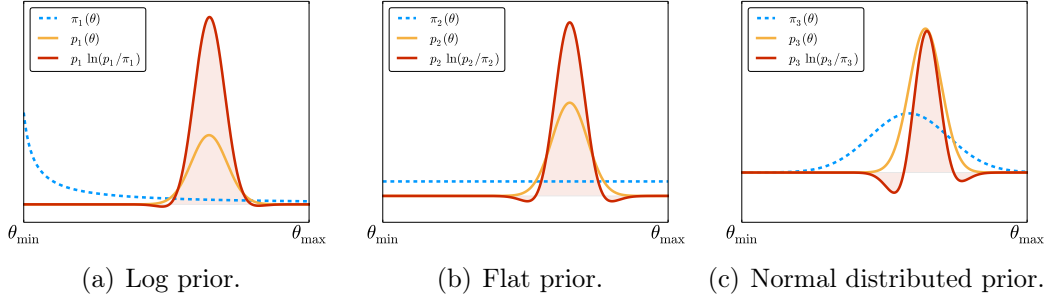 π₁(θ)
p₁(θ)
p₁ ln(p₁/π₁)
θmin
θmax
(a) Log prior.
π₂(θ)
p₂(θ)
p₂ ln(p₂/π₂)
θmin
θmax
(b) Flat prior.
π₃(θ)
p₃(θ)
p₃ ln(p₃/π₃)
θmin
θmax
(c) Normal distributed prior.